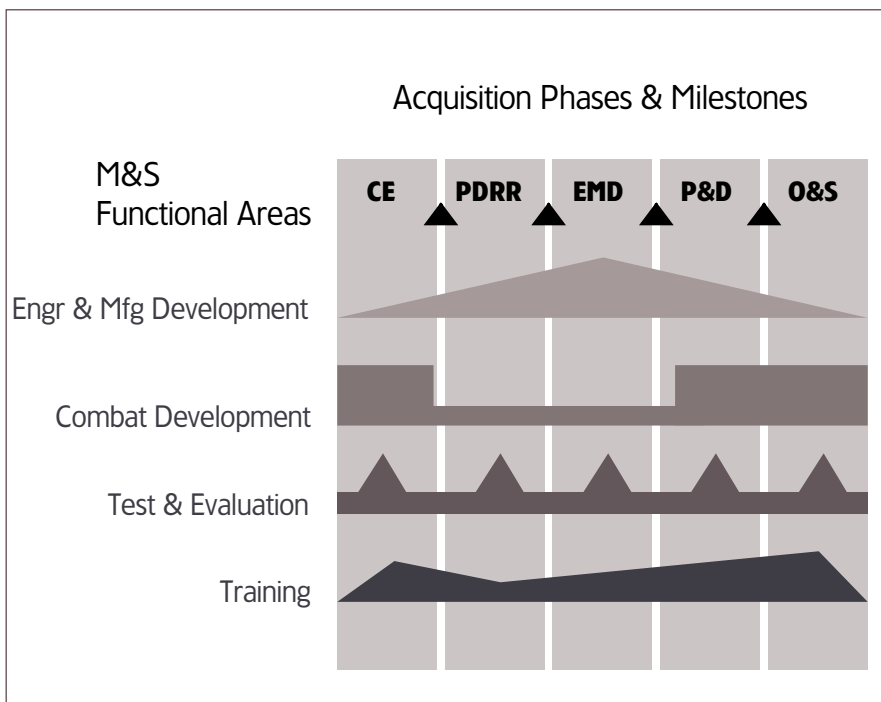 Acquisition Phases & Milestones
M&S
Functional Areas
CE PDRR EMD P&D O&S
Engr & Mfg Development
Combat Development
Test & Evaluation
Training